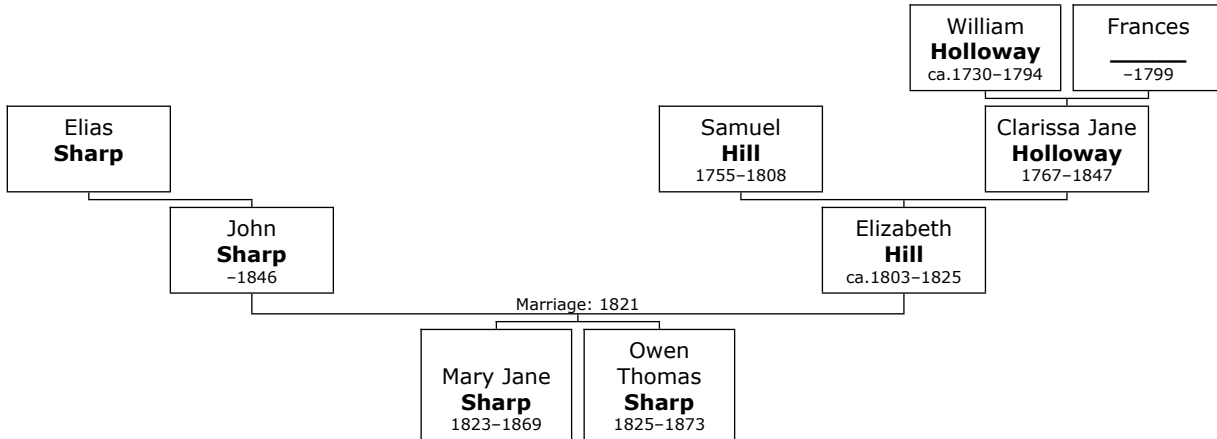 William
Holloway
ca.1730–1794
Frances
–1799
Elias
Sharp
Samuel
Hill
1755–1808
Clarissa Jane
Holloway
1767–1847
John
Sharp
–1846
Elizabeth
Hill
ca.1803–1825
Marriage: 1821
Mary Jane
Sharp
1823–1869
Owen
Thomas
Sharp
1825–1873